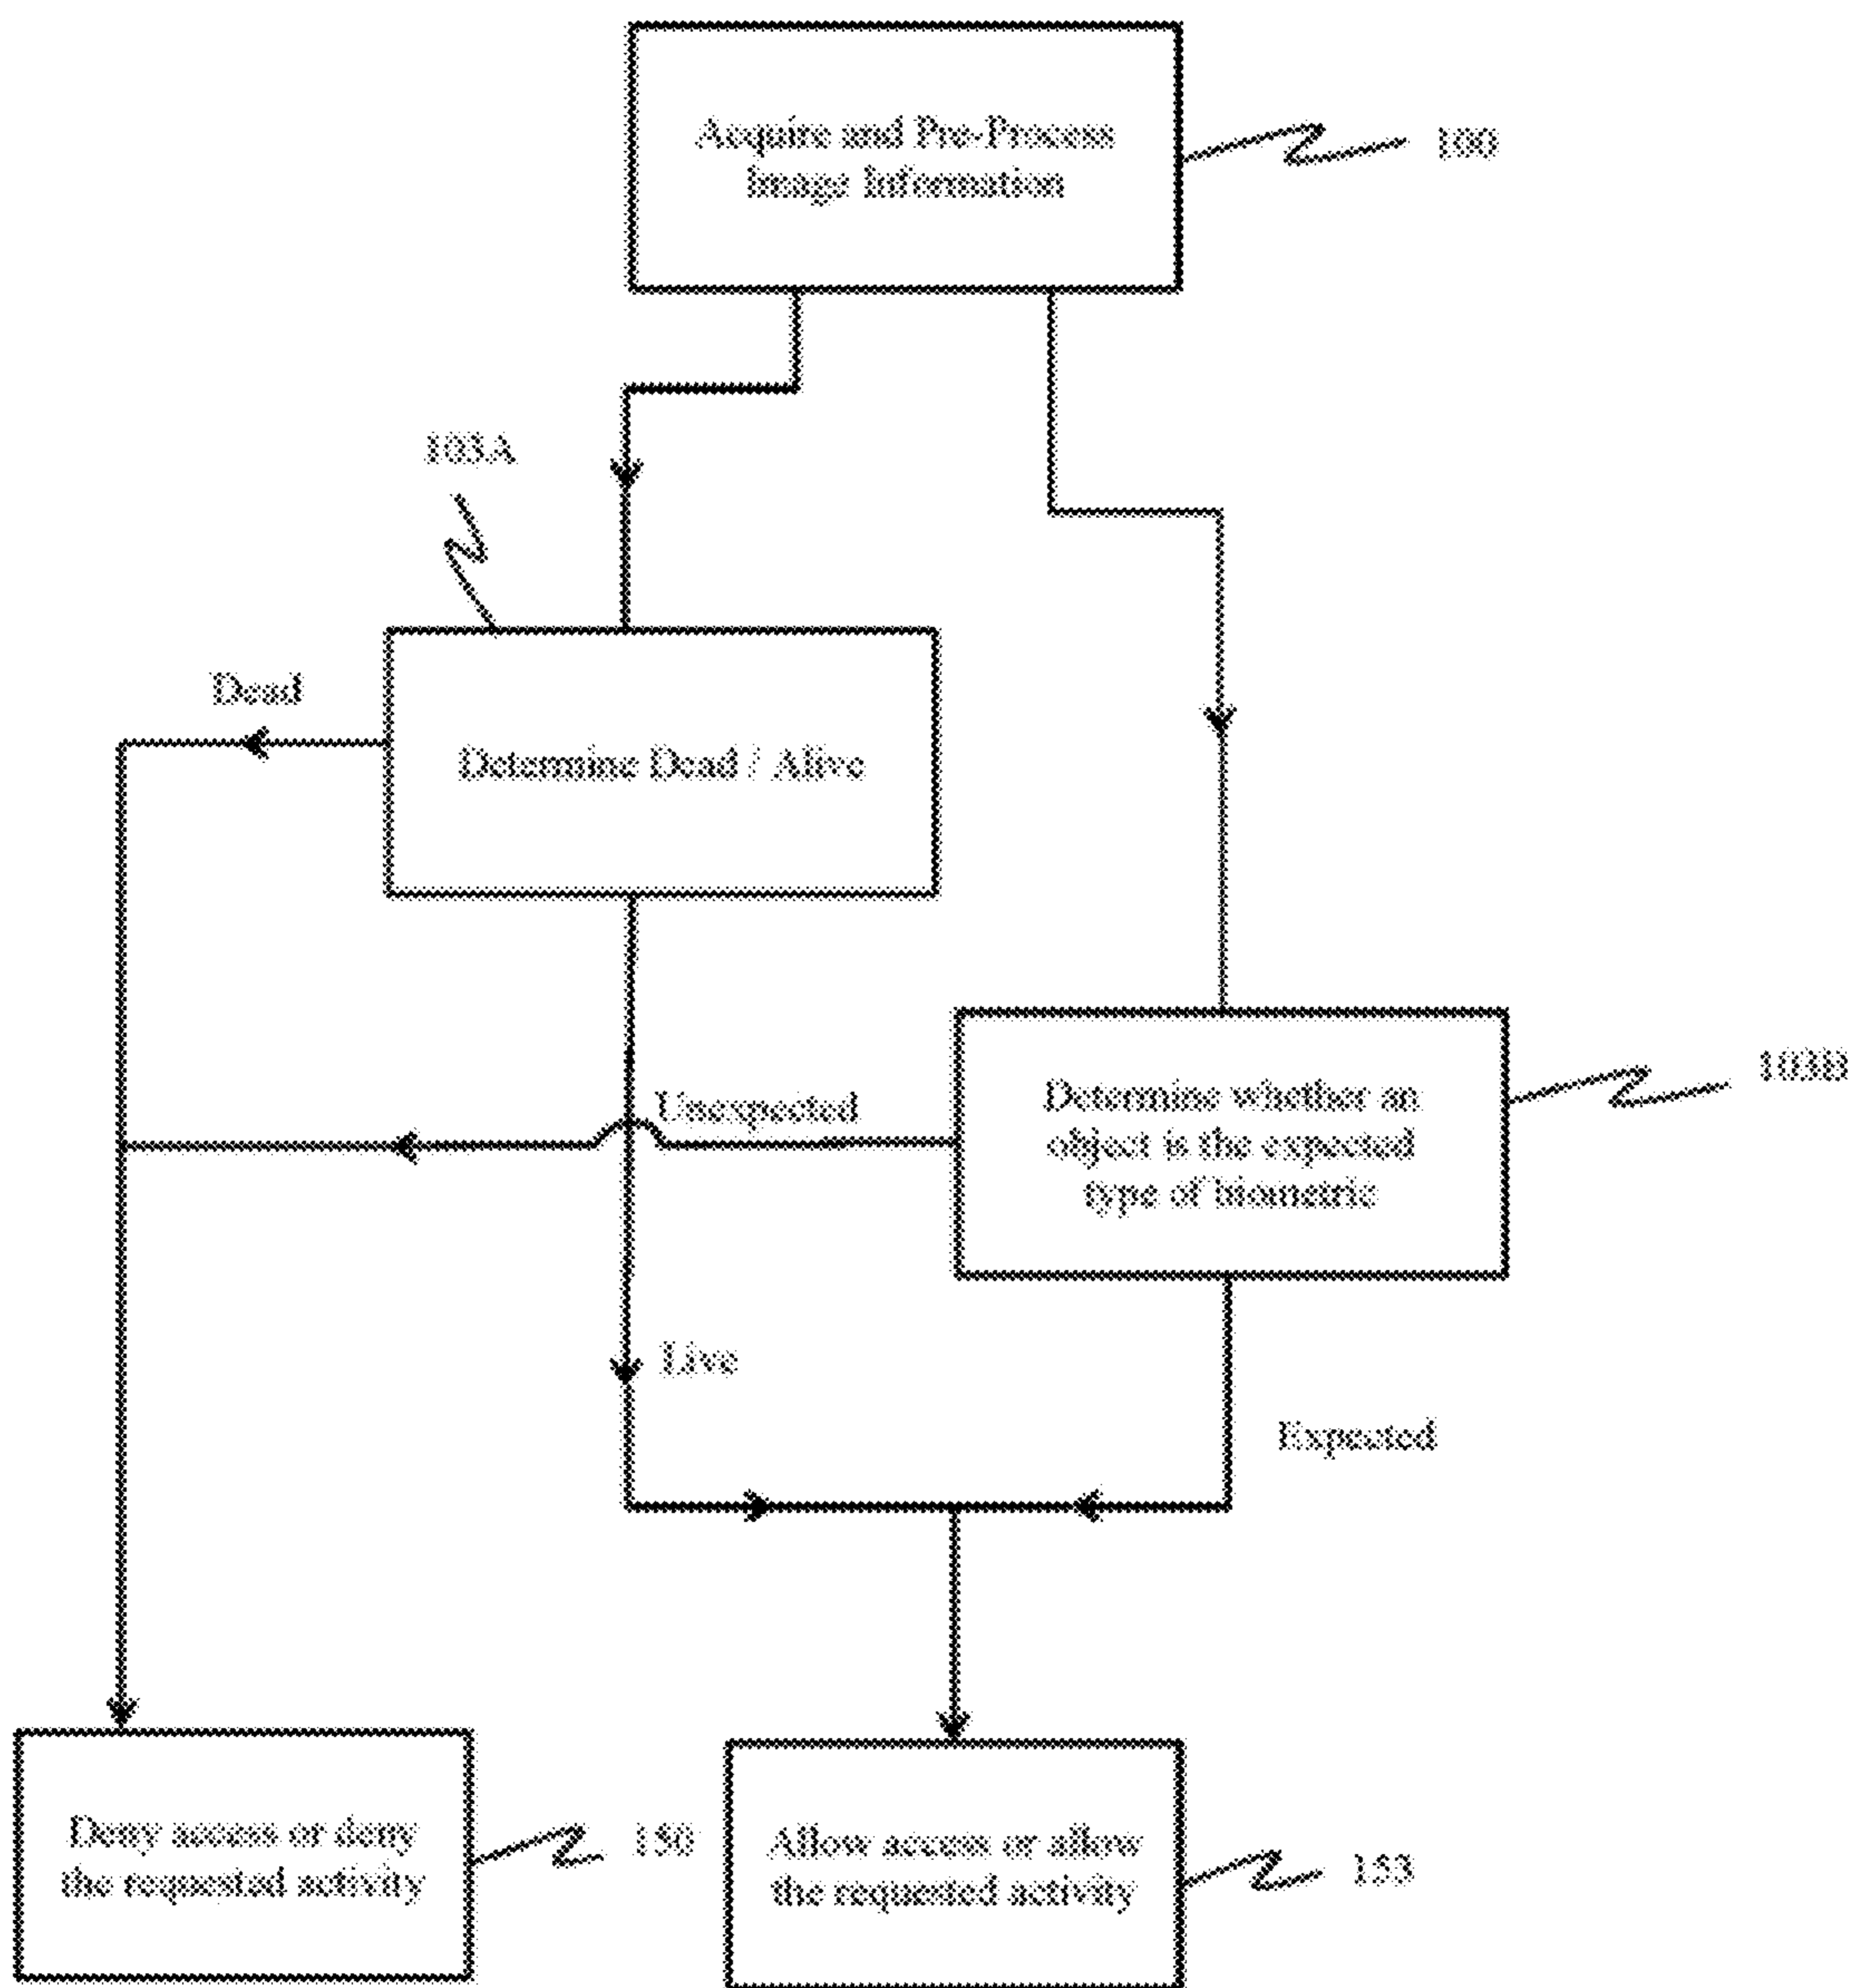 Acquire and Pre-Process
Image Information
100
103A
Dead
Determine Dead / Alive
Unexpected
Determine whether an
object is the expected
type of biometric
103B
Live
Expected
Deny access or deny
the requested activity
150
Allow access or allow
the requested activity
153